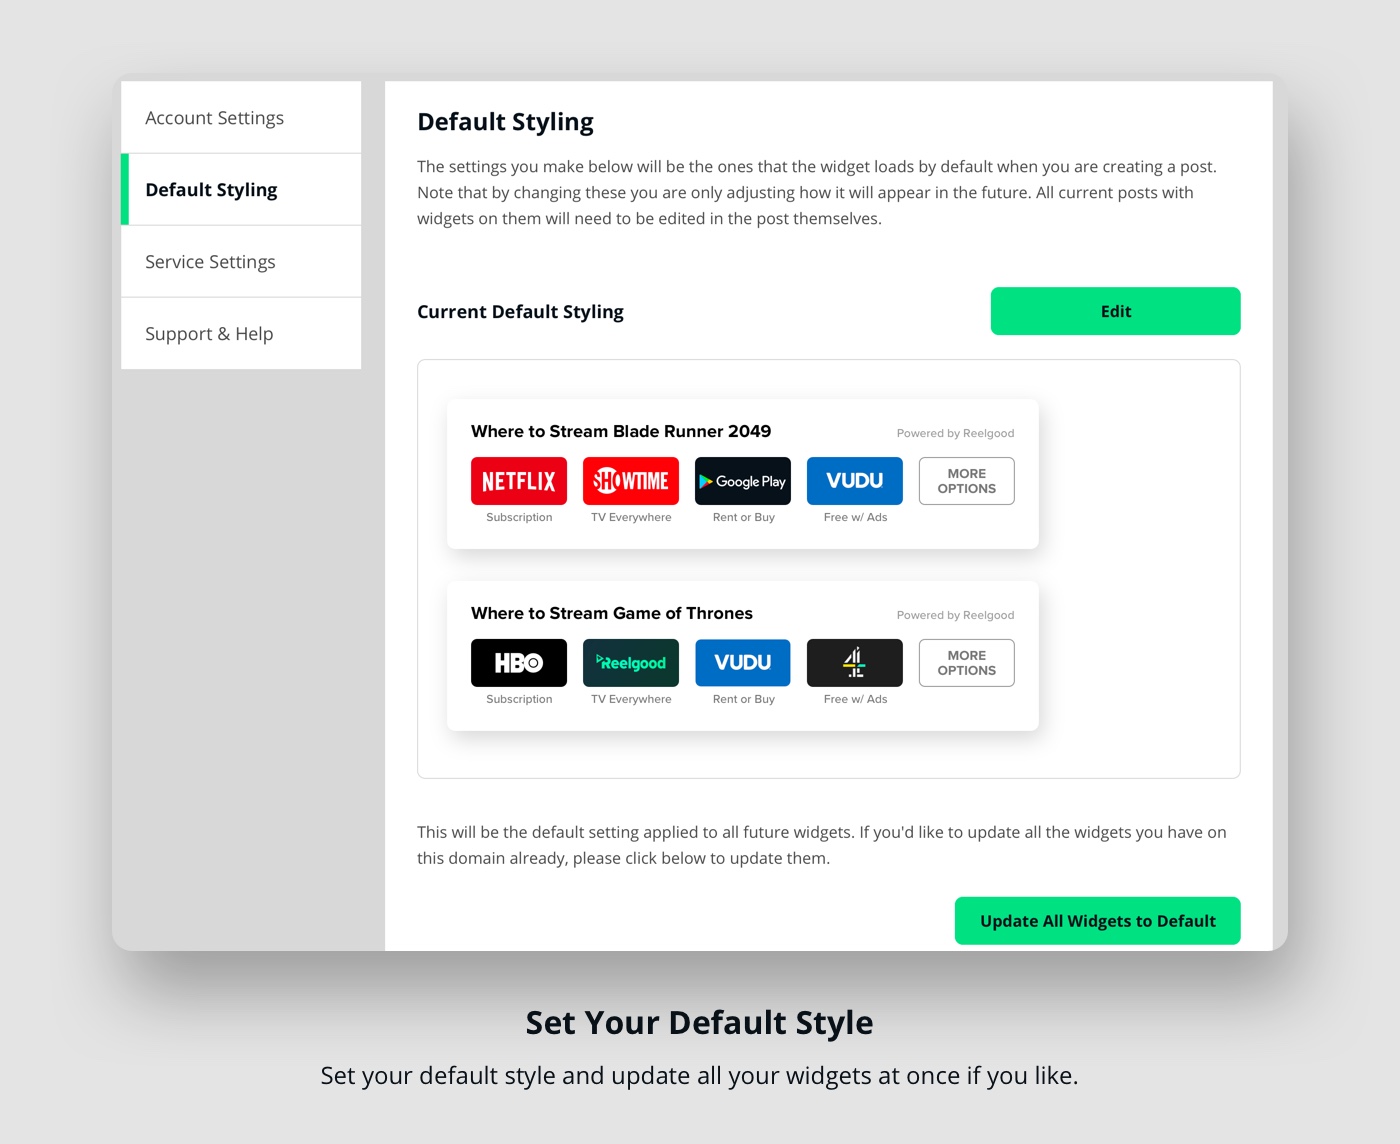 Account Settings
Default Styling
Service Settings
Support & Help
Default Styling
The settings you make below will be the ones that the widget loads by default when you are creating a post.
Note that by changing these you are only adjusting how it will appear in the future. All current posts with
widgets on them will need to be edited in the post themselves.
Current Default Styling
Edit
Where to Stream Blade Runner 2049
Powered by Reelgood
NETFLIX
SHOWTIME
Google Play
VUDU
MORE
OPTIONS
Subscription
TV Everywhere
Rent or Buy
Free w/ Ads
Where to Stream Game of Thrones
Powered by Reelgood
HBO
Reelgood
VUDU
4
MORE
OPTIONS
Subscription
TV Everywhere
Rent or Buy
Free w/ Ads
This will be the default setting applied to all future widgets. If you'd like to update all the widgets you have on
this domain already, please click below to update them.
Update All Widgets to Default
Set Your Default Style
Set your default style and update all your widgets at once if you like.